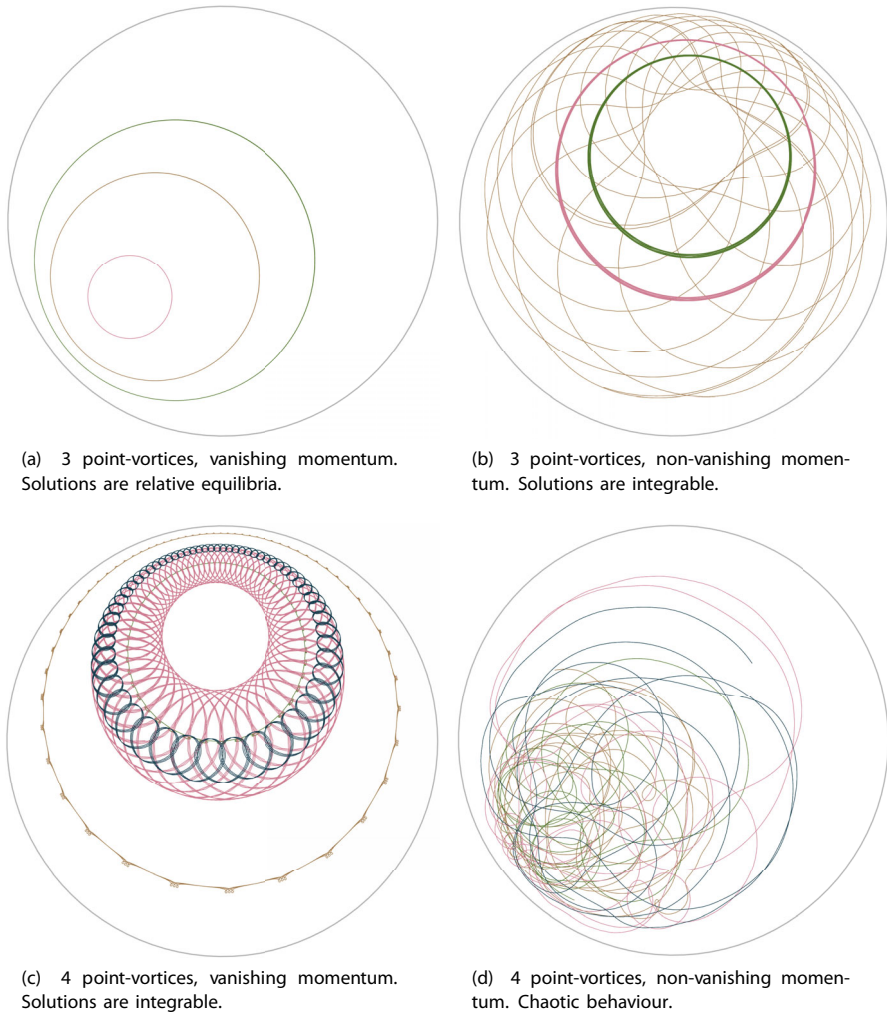 (a) 3 point-vortices, vanishing momentum.
Solutions are relative equilibria.
(b) 3 point-vortices, non-vanishing momen-
tum. Solutions are integrable.
(c) 4 point-vortices, vanishing momentum.
Solutions are integrable.
(d) 4 point-vortices, non-vanishing momen-
tum. Chaotic behaviour.